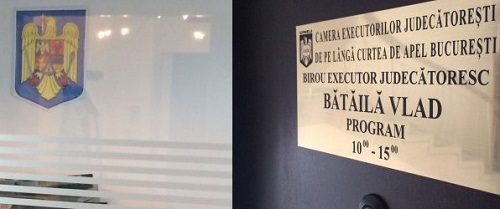 CAMERA EXECUTORILOR JUDECĂTOREȘTI
DE PE LÂNGĂ CURTEA DE APEL BUCUREȘTI
BIROU EXECUTOR JUDECĂTORESC
BĂTĂILĂ VLAD
PROGRAM
10⁰⁰ - 15⁰⁰